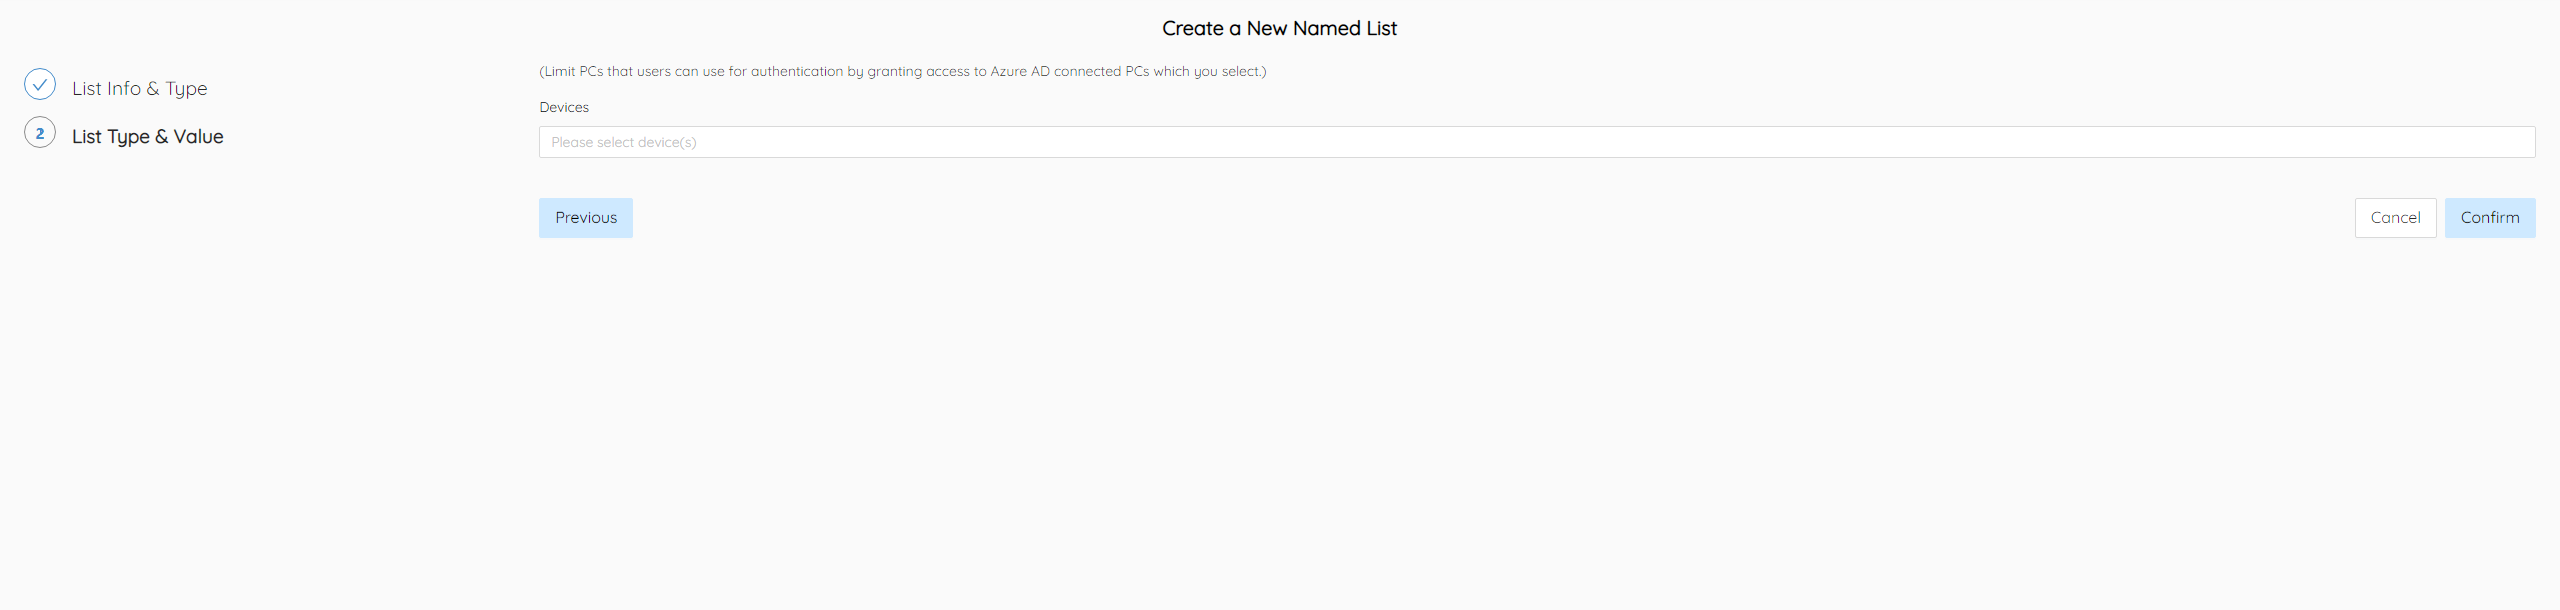 Create a New Named List
List Info & Type
2 List Type & Value
(Limit PCs that users can use for authentication by granting access to Azure AD connected PCs which you select.)
Devices
Please select device(s)
Previous
Cancel
Confirm